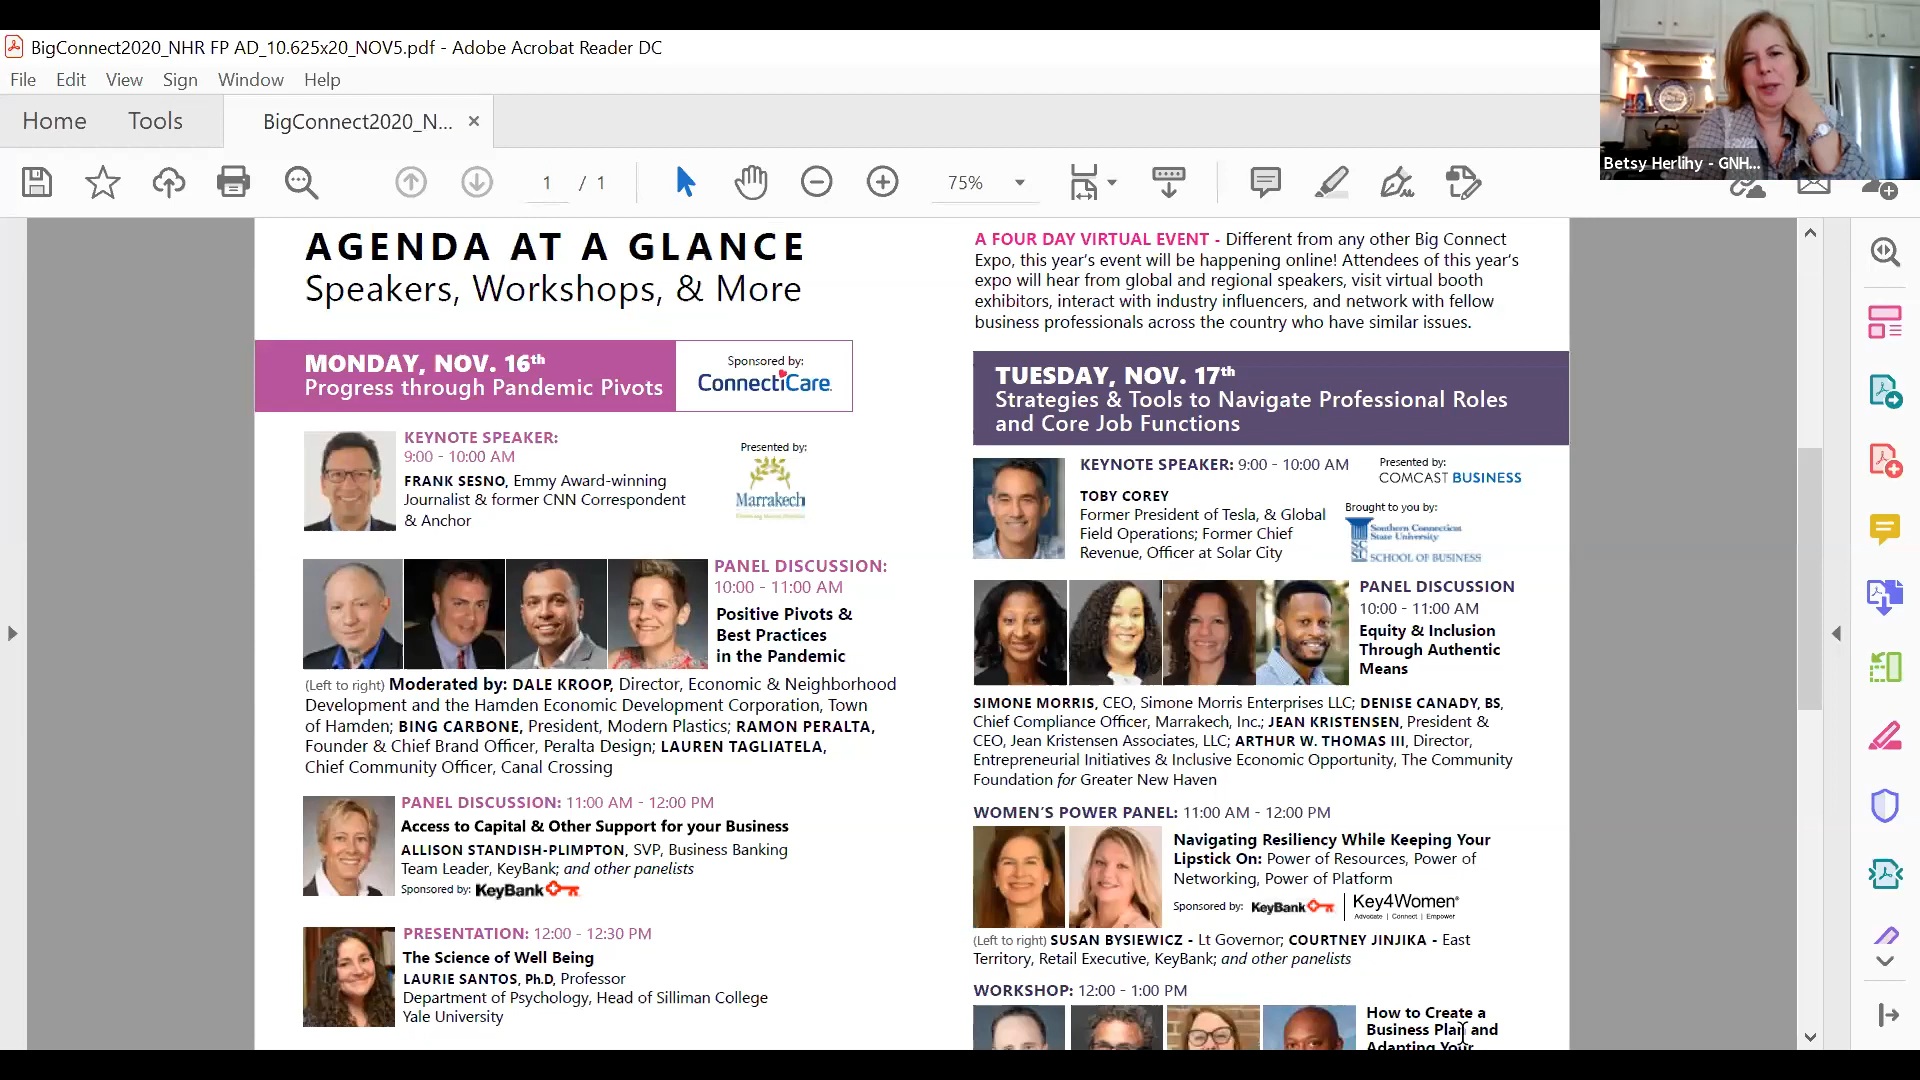 BigConnect2020_NHR FP AD_10.625x20_NOV5.pdf - Adobe Acrobat Reader DC
File Edit View Sign Window Help
Home Tools BigConnect2020_N... ×
1 / 1 75%
Betsy Herlihy - GNH...
AGENDA AT A GLANCE
Speakers, Workshops, & More
MONDAY, NOV. 16th
Progress through Pandemic Pivots
Sponsored by:
ConnectiCare
KEYNOTE SPEAKER:
9:00 - 10:00 AM
FRANK SESNO, Emmy Award-winning
Journalist & former CNN Correspondent
& Anchor
Presented by:
Marrakech
PANEL DISCUSSION:
10:00 - 11:00 AM
Positive Pivots &
Best Practices
in the Pandemic
(Left to right) Moderated by: DALE KROOP, Director, Economic & Neighborhood
Development and the Hamden Economic Development Corporation, Town
of Hamden; BING CARBONE, President, Modern Plastics; RAMON PERALTA,
Founder & Chief Brand Officer, Peralta Design; LAUREN TAGLIATELA,
Chief Community Officer, Canal Crossing
PANEL DISCUSSION: 11:00 AM - 12:00 PM
Access to Capital & Other Support for your Business
ALLISON STANDISH-PLIMPTON, SVP, Business Banking
Team Leader, KeyBank; and other panelists
Sponsored by: KeyBank
PRESENTATION: 12:00 - 12:30 PM
The Science of Well Being
LAURIE SANTOS, Ph.D, Professor
Department of Psychology, Head of Silliman College
Yale University
A FOUR DAY VIRTUAL EVENT - Different from any other Big Connect
Expo, this year's event will be happening online! Attendees of this year's
expo will hear from global and regional speakers, visit virtual booth
exhibitors, interact with industry influencers, and network with fellow
business professionals across the country who have similar issues.
TUESDAY, NOV. 17th
Strategies & Tools to Navigate Professional Roles
and Core Job Functions
KEYNOTE SPEAKER: 9:00 - 10:00 AM
TOBY COREY
Former President of Tesla, & Global
Field Operations; Former Chief
Revenue, Officer at Solar City
Presented by:
COMCAST BUSINESS
Brought to you by:
Southern Connecticut
State University
SCHOOL OF BUSINESS
PANEL DISCUSSION
10:00 - 11:00 AM
Equity & Inclusion
Through Authentic
Means
SIMONE MORRIS, CEO, Simone Morris Enterprises LLC; DENISE CANADY, BS,
Chief Compliance Officer, Marrakech, Inc.; JEAN KRISTENSEN, President &
CEO, Jean Kristensen Associates, LLC; ARTHUR W. THOMAS III, Director,
Entrepreneurial Initiatives & Inclusive Economic Opportunity, The Community
Foundation for Greater New Haven
WOMEN'S POWER PANEL: 11:00 AM - 12:00 PM
Navigating Resiliency While Keeping Your
Lipstick On: Power of Resources, Power of
Networking, Power of Platform
Sponsored by: KeyBank Key4Women
Advocate | Connect | Empower
(Left to right) SUSAN BYSIEWICZ - Lt Governor; COURTNEY JINJIKA - East
Territory, Retail Executive, KeyBank; and other panelists
WORKSHOP: 12:00 - 1:00 PM
How to Create a
Business Plan and
Adapting Your